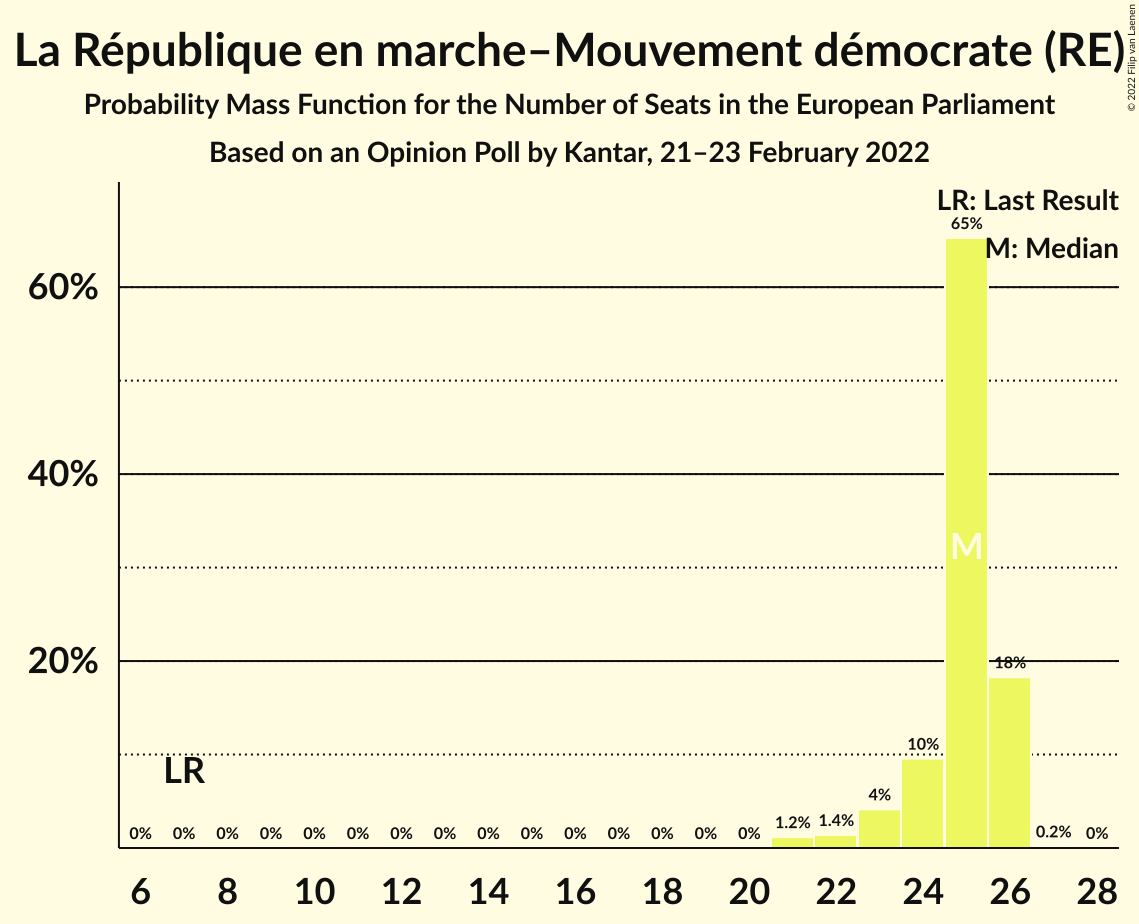 La République en marche–Mouvement démocrate (RE)
© 2022 Filip van Laenen
Probability Mass Function for the Number of Seats in the European Parliament
Based on an Opinion Poll by Kantar, 21–23 February 2022
LR: Last Result
65%
M: Median
60%
40%
M
20%
18%
10%
LR
4%
1.2% 1.4%
0% 0% 0% 0% 0% 0% 0% 0% 0% 0% 0% 0% 0% 0% 0% 0.2% 0%
6 8 10 12 14 16 18 20 22 24 26 28